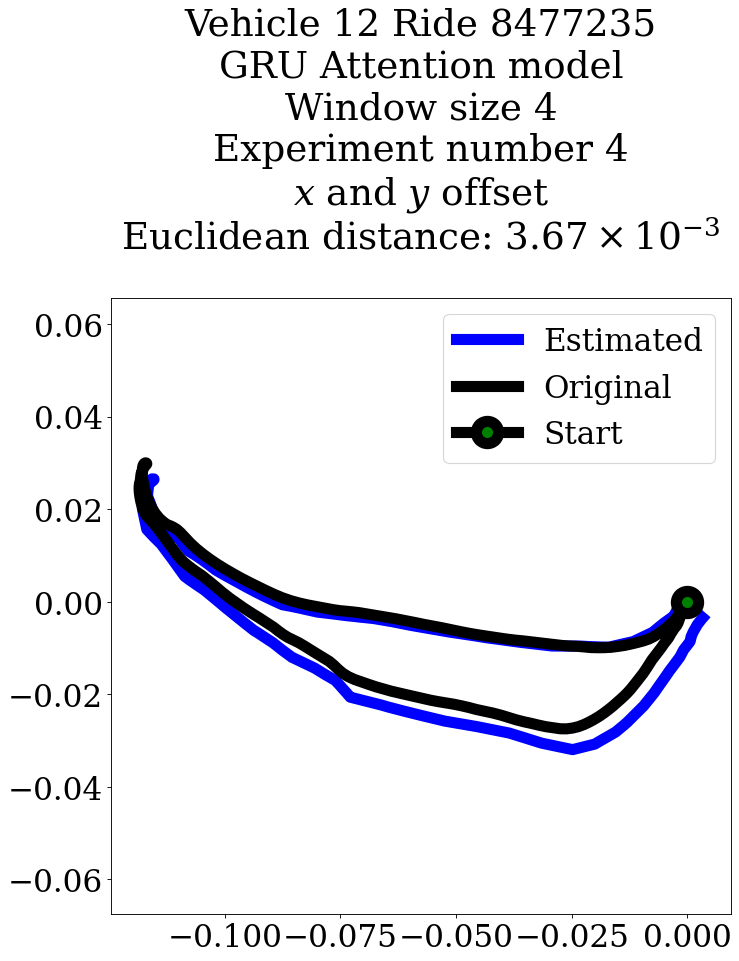 Vehicle 12 Ride 8477235
GRU Attention model
Window size 4
Experiment number 4
x and y offset
Euclidean distance: 3.67 × 10⁻³
Estimated
Original
Start
0.06
0.04
0.02
0.00
−0.02
−0.04
−0.06
−0.100 −0.075 −0.050 −0.025 0.000